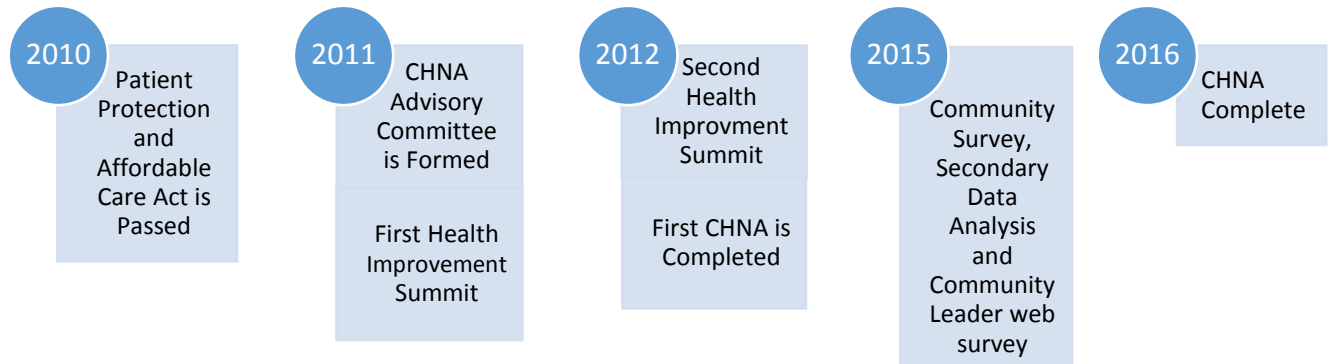 2010
Patient
Protection
and
Affordable
Care Act is
Passed
2011
CHNA
Advisory
Committee
is Formed
First Health
Improvement
Summit
2012
Second
Health
Improvment
Summit
First CHNA is
Completed
2015
Community
Survey,
Secondary
Data
Analysis
and
Community
Leader web
survey
2016
CHNA
Complete